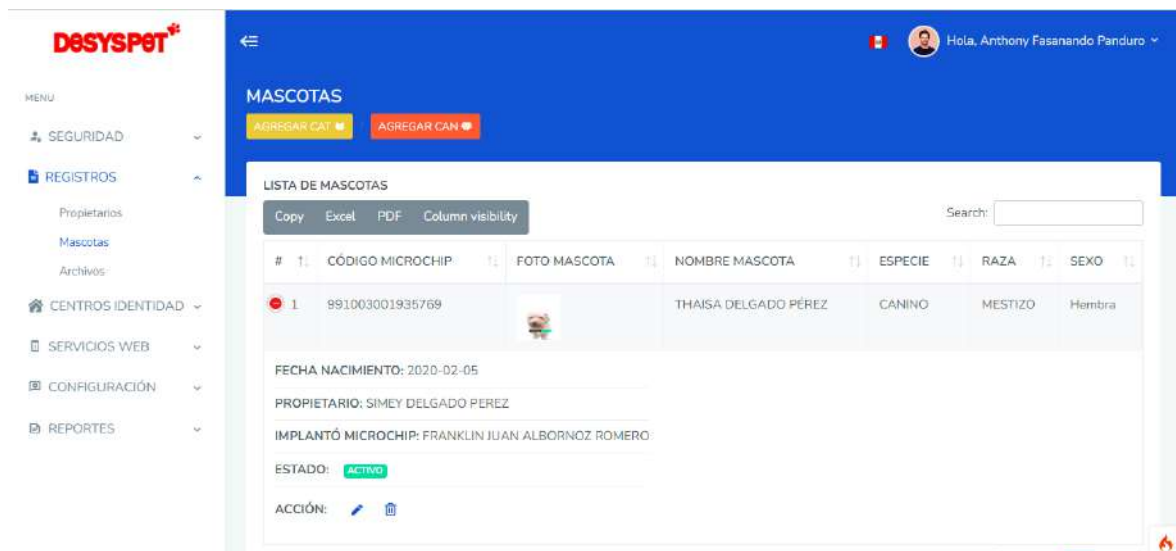 DeSYSPeT
Hola, Anthony Fasanando Panduro
MENU
SEGURIDAD
REGISTROS
Propietarios
Mascotas
Archivos
CENTROS IDENTIDAD
SERVICIOS WEB
CONFIGURACIÓN
REPORTES
MASCOTAS
AGREGAR CAT / AGREGAR CAN
LISTA DE MASCOTAS
Copy Excel PDF Column visibility
Search:
# CÓDIGO MICROCHIP FOTO MASCOTA NOMBRE MASCOTA ESPECIE RAZA SEXO
1 991003001935769 THAISA DELGADO PÉREZ CANINO MESTIZO Hembra
FECHA NACIMIENTO: 2020-02-05
PROPIETARIO: SIMEY DELGADO PEREZ
IMPLANTÓ MICROCHIP: FRANKLIN JUAN ALBORNOZ ROMERO
ESTADO: ACTIVO
ACCIÓN: